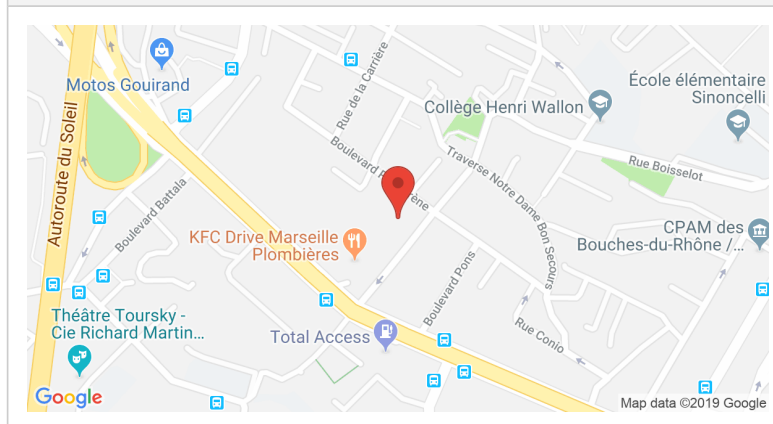 Motos Gouirand
Rue de la Carrière
École élémentaire
Sinoncelli
Collège Henri Wallon
Autoroute du Soleil
Boulevard
rène
Traverse Notre Dame Bon Secours
Rue Boisselot
Boulevard Battala
KFC Drive Marseille
Plombières
CPAM des
Bouches-du-Rhône /...
Boulevard Pons
Théâtre Toursky -
Cie Richard Martin...
Total Access
Rue Conio
Google
Map data ©2019 Google